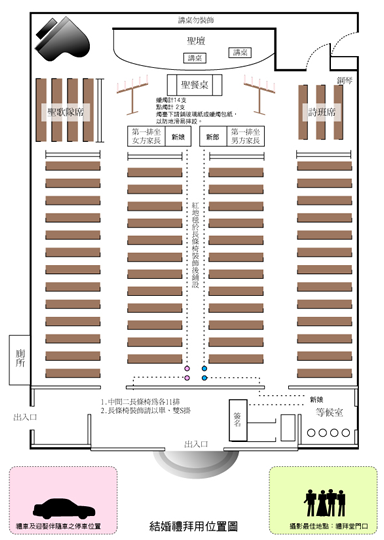 講桌勿裝飾
聖壇
講桌
講桌
鋼琴
聖餐桌
聖歌隊席
詩班席
蠟燭計14支
點燭計 2支
燭臺下請鋪玻璃紙或蠟燭包紙，
以防地滑易摔跤。
第一排坐
女方家長
新娘
新郎
第一排坐
男方家長
紅地毯於長條椅裝飾後鋪設
廁所
1.中間二長條椅為各11排
2.長條椅裝飾請以單、雙S掛
新娘
等候室
簽名
出入口
出入口
禮車及迎娶伴隨車之停車位置
結婚禮拜用位置圖
攝影最佳地點：禮拜堂門口